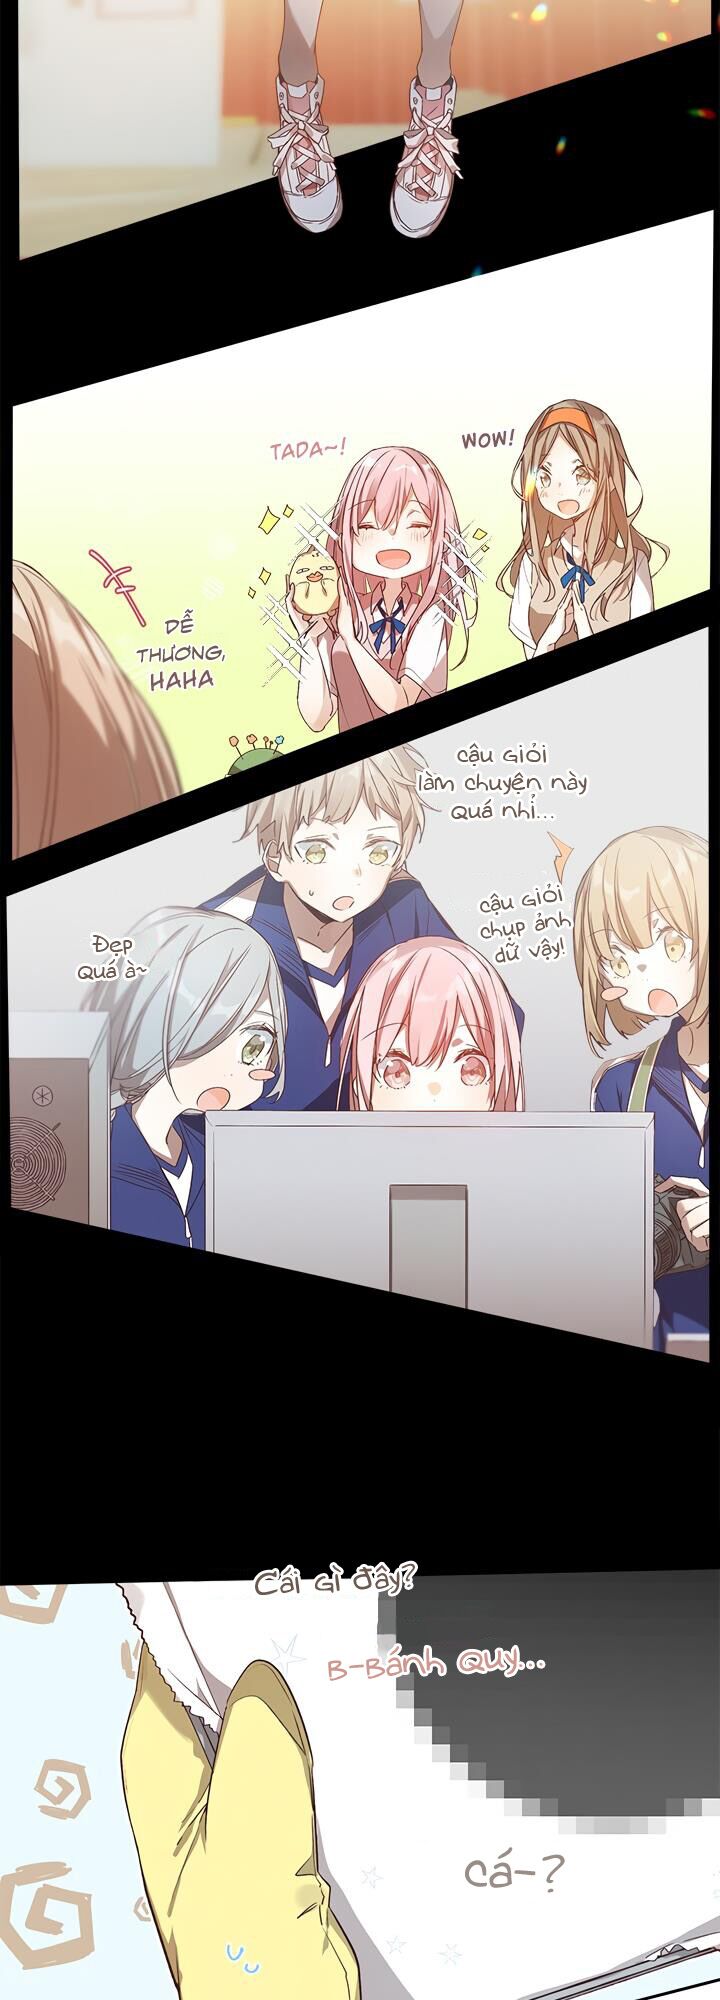 TADA~!
WOW!
DỄ
THƯƠNG,
HAHA
CẬU GIỎI
LÀM CHUYỆN NÀY
QUÁ NHỈ...
CẬU GIỎI
CHỤP ẢNH
DỮ VẬY!
ĐẸP
QUÁ À~
CÁI GÌ ĐÂY?
B-BÁNH QUY...
CÁ-?